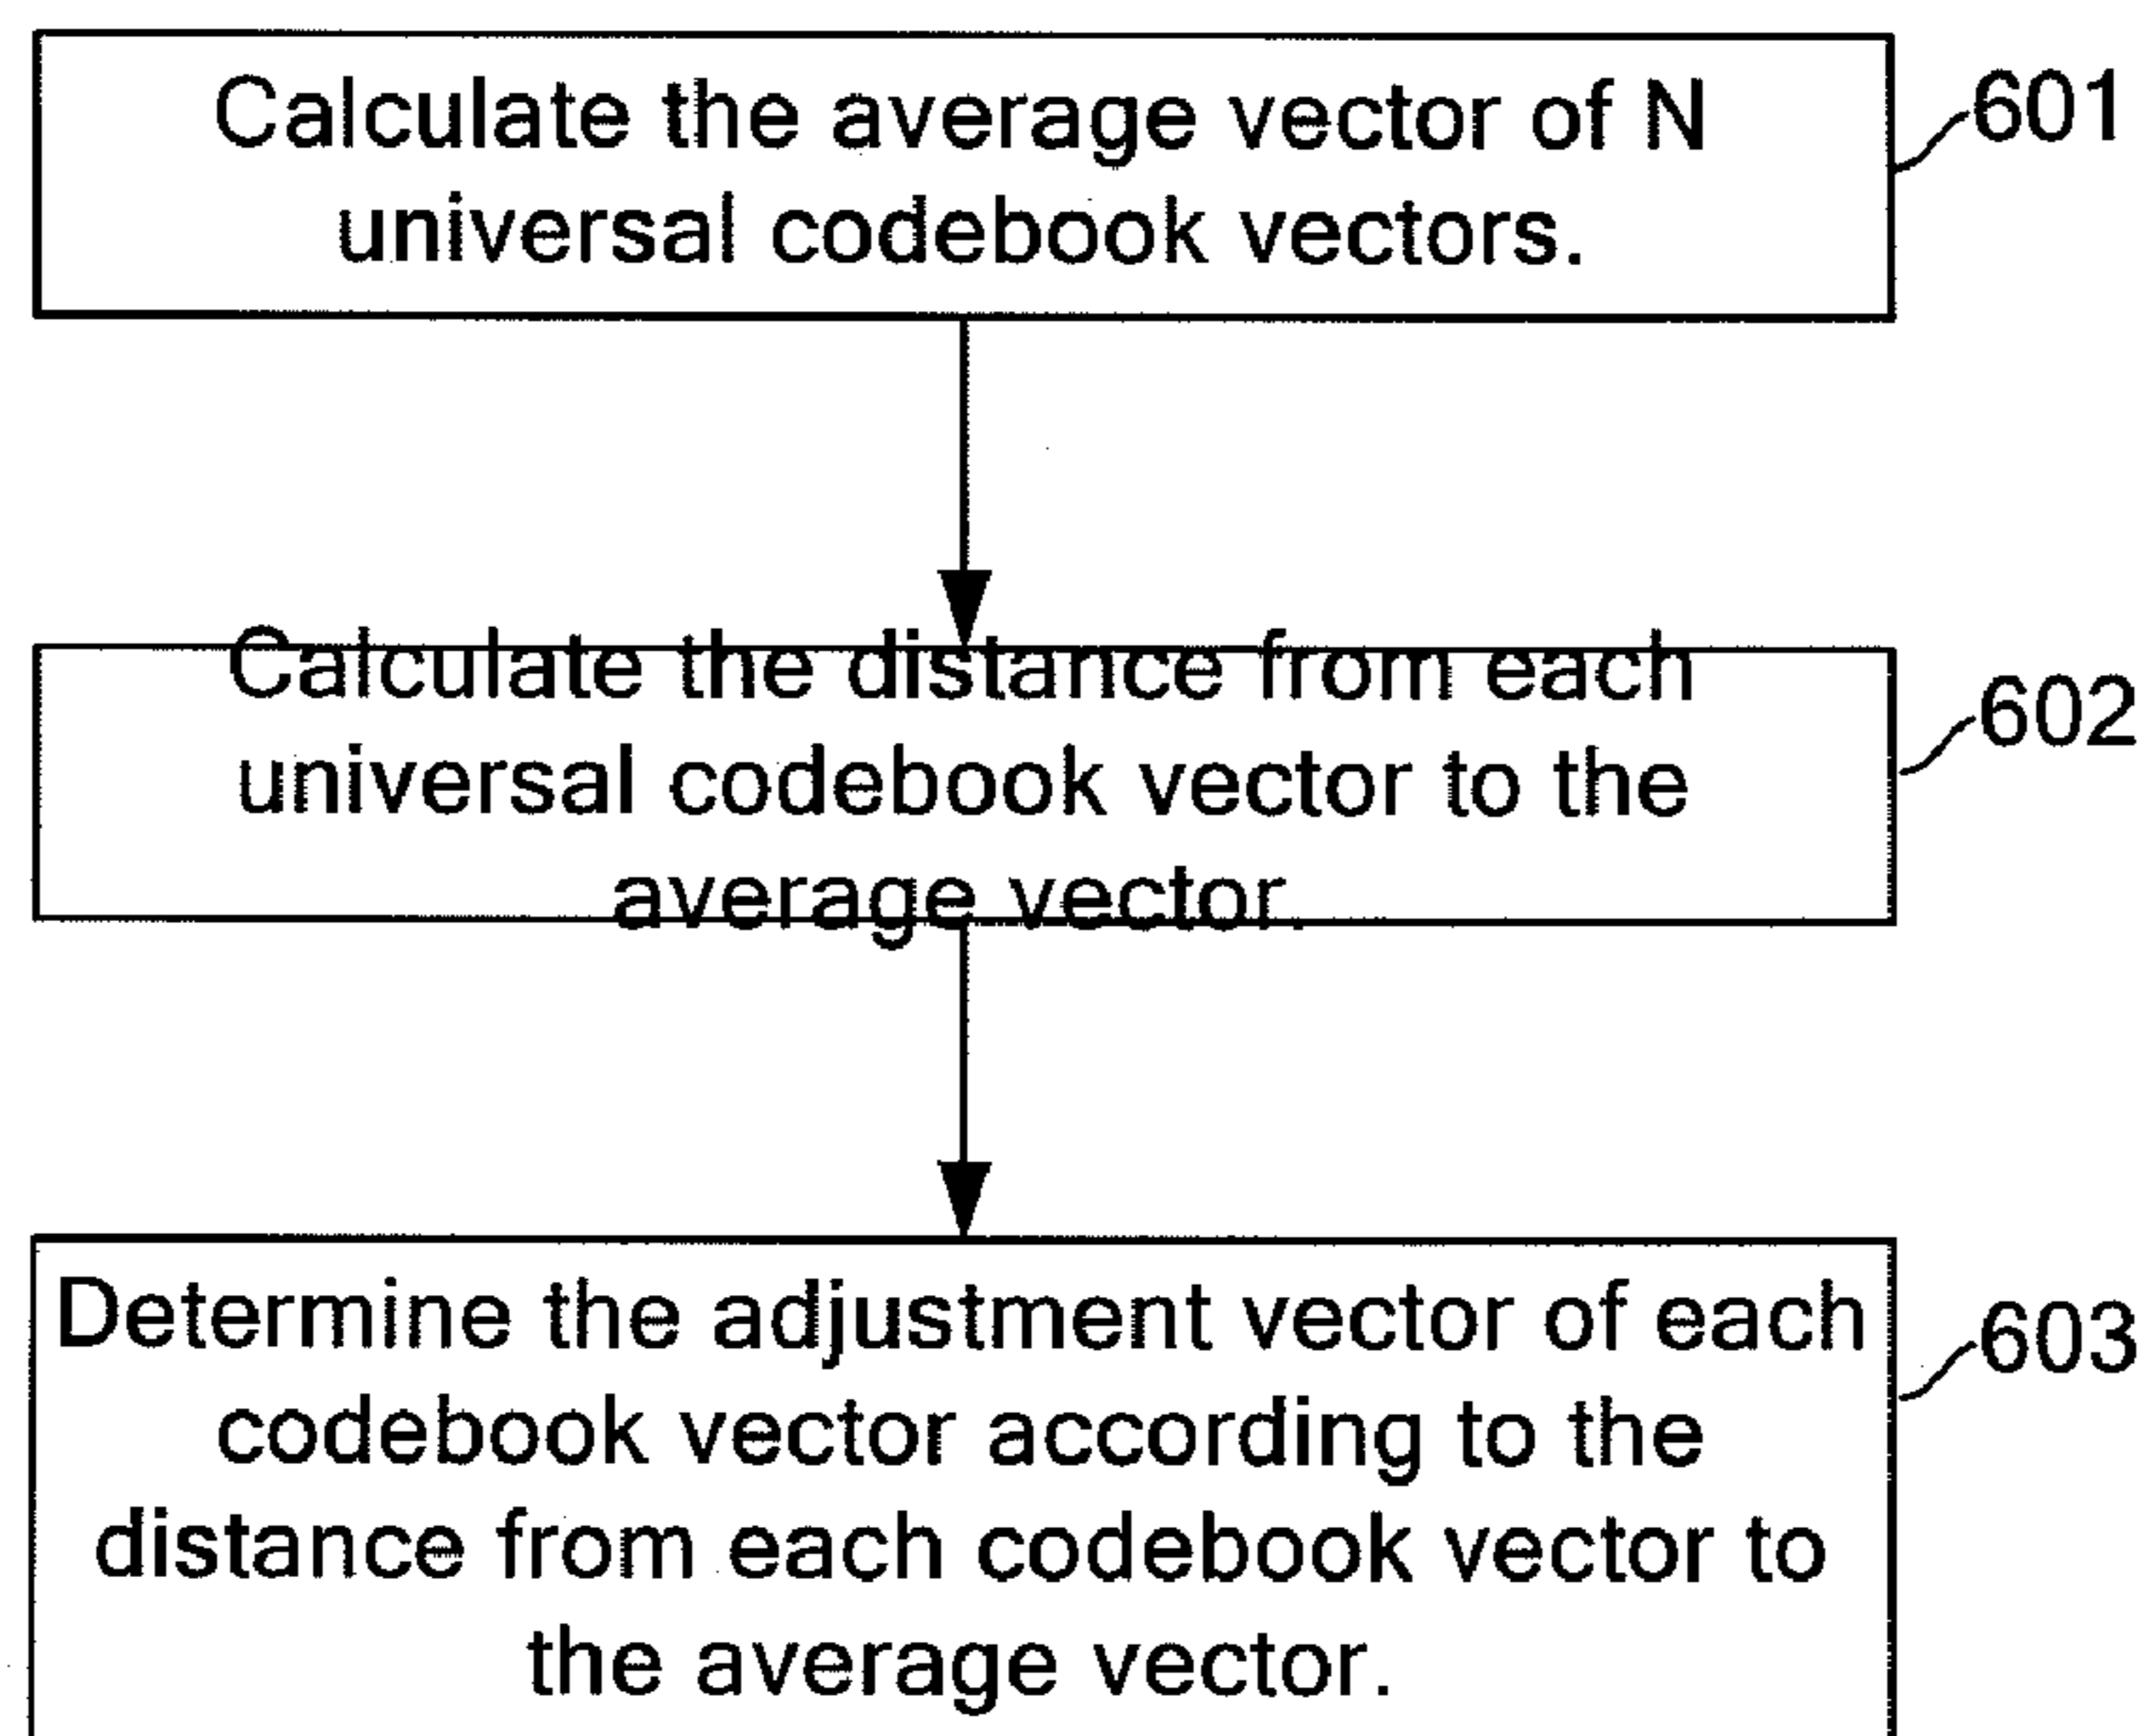 Calculate the average vector of N
universal codebook vectors.
601
Calculate the distance from each
universal codebook vector to the
average vector.
602
Determine the adjustment vector of each
codebook vector according to the
distance from each codebook vector to
the average vector.
603